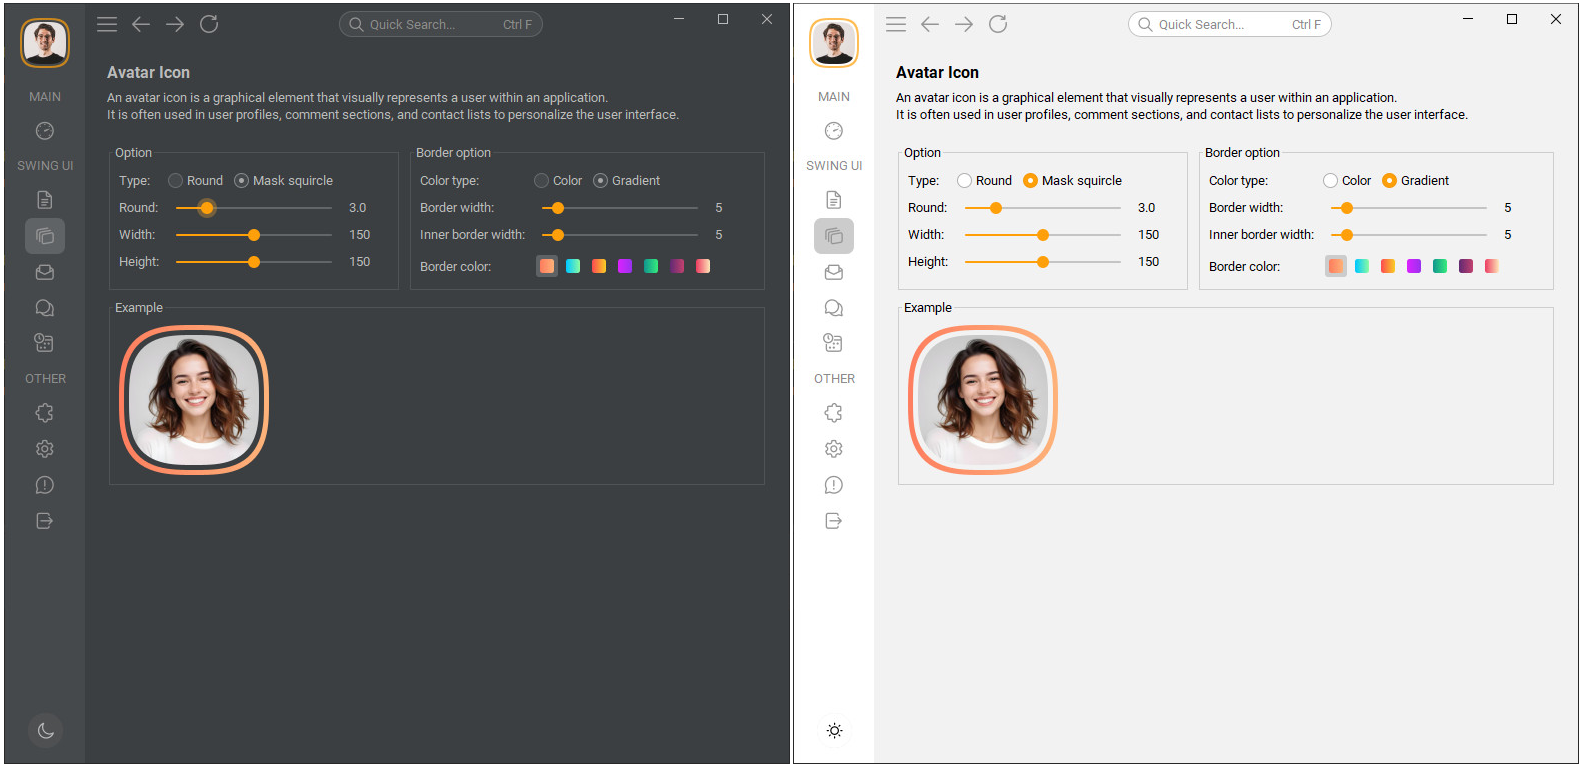 Quick Search... Ctrl F
Avatar Icon
An avatar icon is a graphical element that visually represents a user within an application.
It is often used in user profiles, comment sections, and contact lists to personalize the user interface.
MAIN
SWING UI
OTHER
Option
Type: Round Mask squircle
Round: 3.0
Width: 150
Height: 150
Border option
Color type: Color Gradient
Border width: 5
Inner border width: 5
Border color:
Example
Quick Search... Ctrl F
Avatar Icon
An avatar icon is a graphical element that visually represents a user within an application.
It is often used in user profiles, comment sections, and contact lists to personalize the user interface.
MAIN
SWING UI
OTHER
Option
Type: Round Mask squircle
Round: 3.0
Width: 150
Height: 150
Border option
Color type: Color Gradient
Border width: 5
Inner border width: 5
Border color:
Example